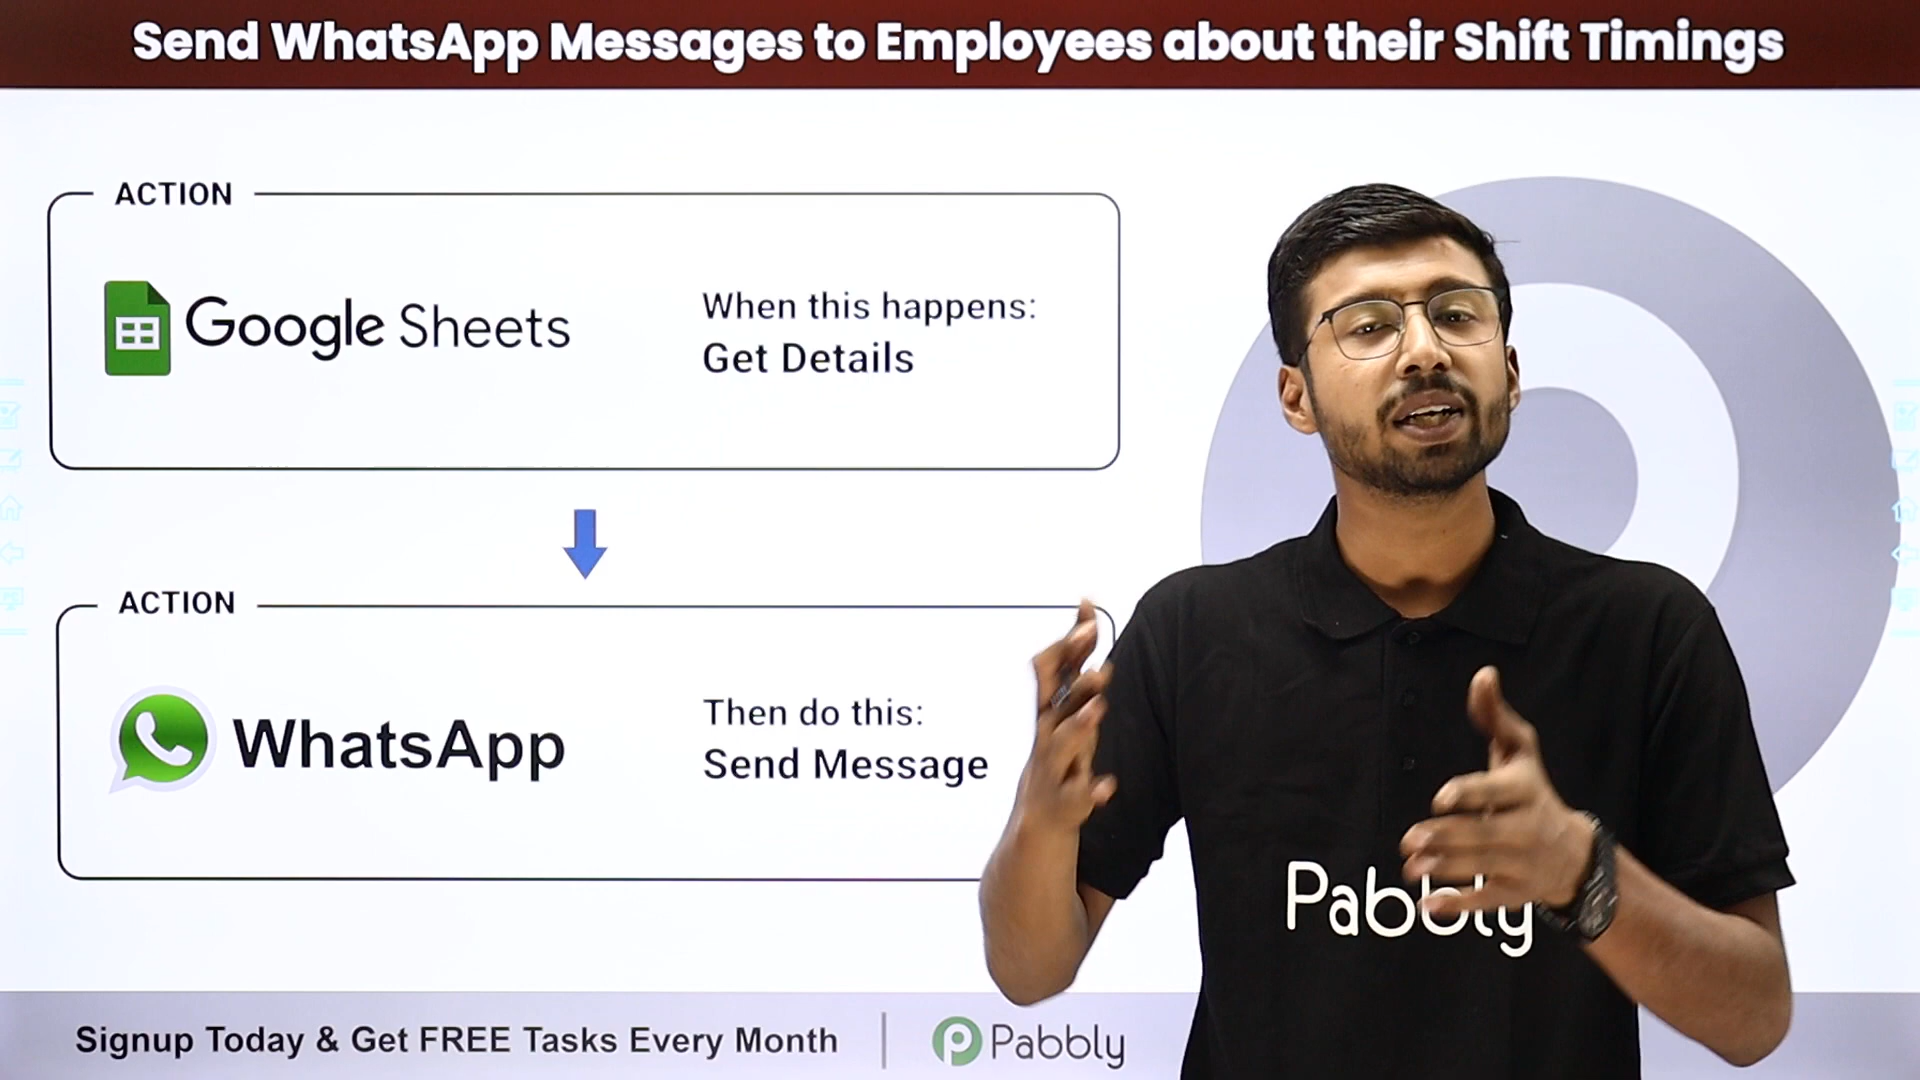 Send WhatsApp Messages to Employees about their Shift Timings
ACTION
Google Sheets
When this happens:
Get Details
ACTION
WhatsApp
Then do this:
Send Message
Pabbly
Signup Today & Get FREE Tasks Every Month
Pabbly